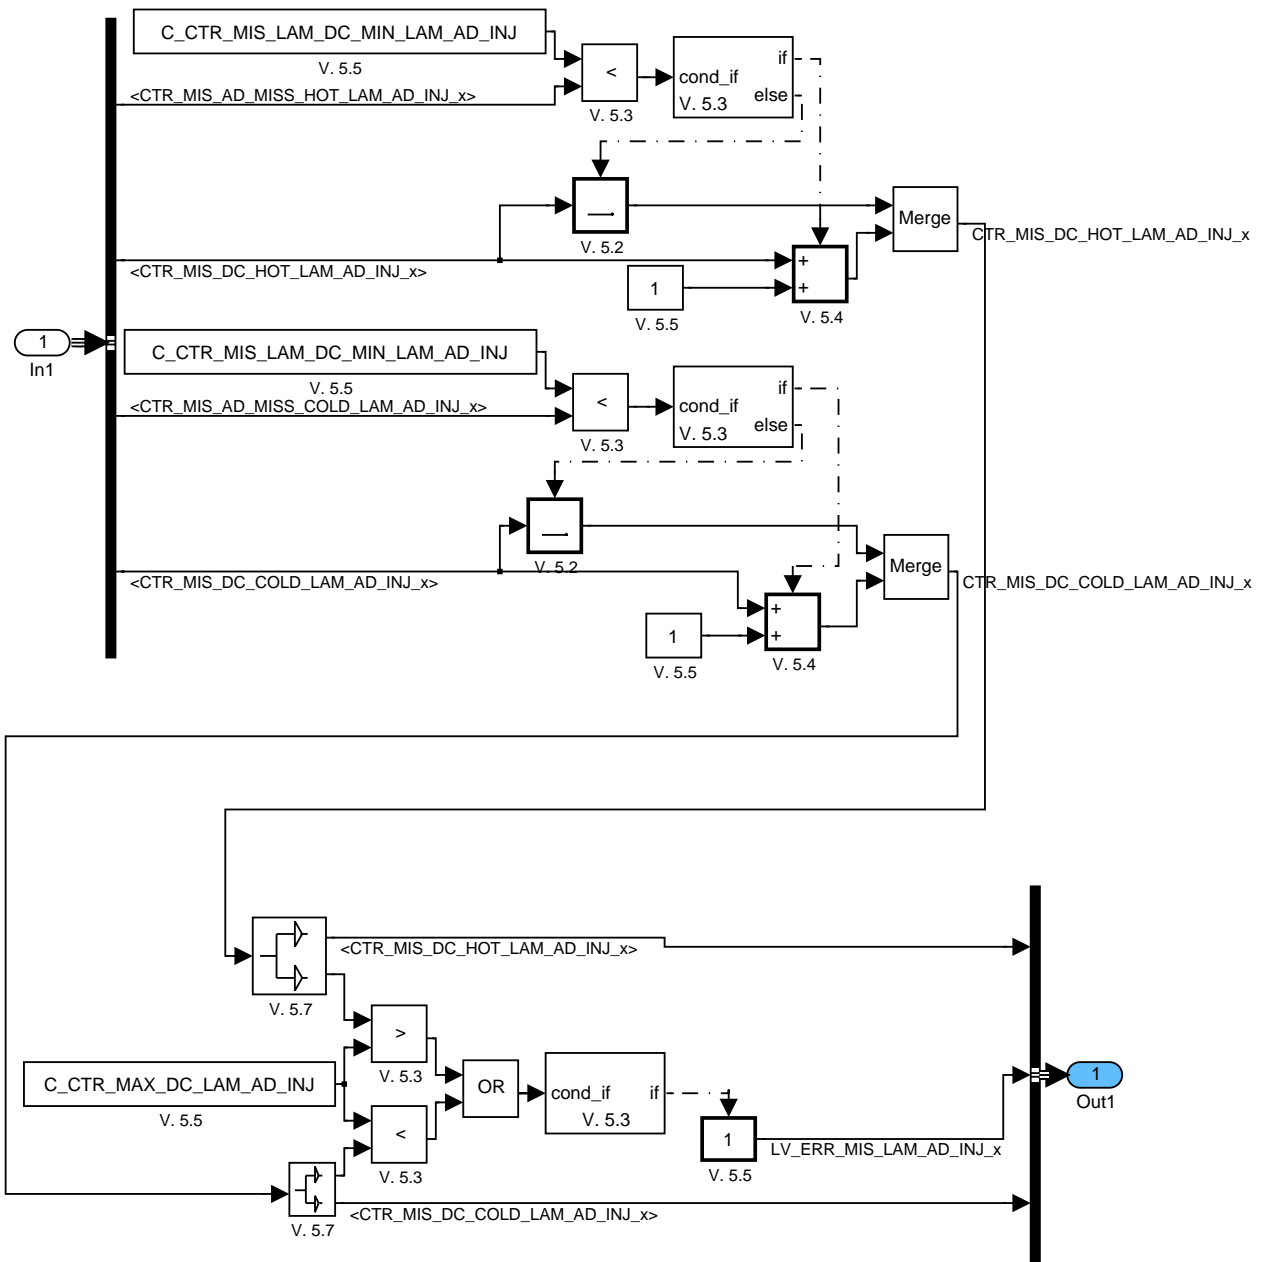 C_CTR_MIS_LAM_DC_MIN_LAM_AD_INJ
V. 5.5
<CTR_MIS_AD_MISS_HOT_LAM_AD_INJ_x>
<
V. 5.3
if
cond_if
else
V. 5.3
V. 5.2
Merge
CTR_MIS_DC_HOT_LAM_AD_INJ_x
<CTR_MIS_DC_HOT_LAM_AD_INJ_x>
+
+
1
V. 5.5
V. 5.4
1
In1
C_CTR_MIS_LAM_DC_MIN_LAM_AD_INJ
V. 5.5
<CTR_MIS_AD_MISS_COLD_LAM_AD_INJ_x>
<
V. 5.3
if
cond_if
else
V. 5.3
V. 5.2
Merge
CTR_MIS_DC_COLD_LAM_AD_INJ_x
<CTR_MIS_DC_COLD_LAM_AD_INJ_x>
+
+
1
V. 5.5
V. 5.4
<CTR_MIS_DC_HOT_LAM_AD_INJ_x>
V. 5.7
>
V. 5.3
C_CTR_MAX_DC_LAM_AD_INJ
V. 5.5
OR
cond_if
if
V. 5.3
1
Out1
<
V. 5.3
1
V. 5.5
LV_ERR_MIS_LAM_AD_INJ_x
V. 5.7
<CTR_MIS_DC_COLD_LAM_AD_INJ_x>